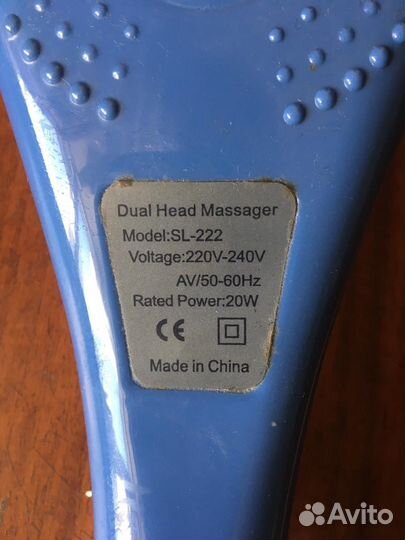 Dual Head Massager
Model:SL-222
Voltage:220V-240V
AV/50-60Hz
Rated Power:20W
CE
Made in China
Avito